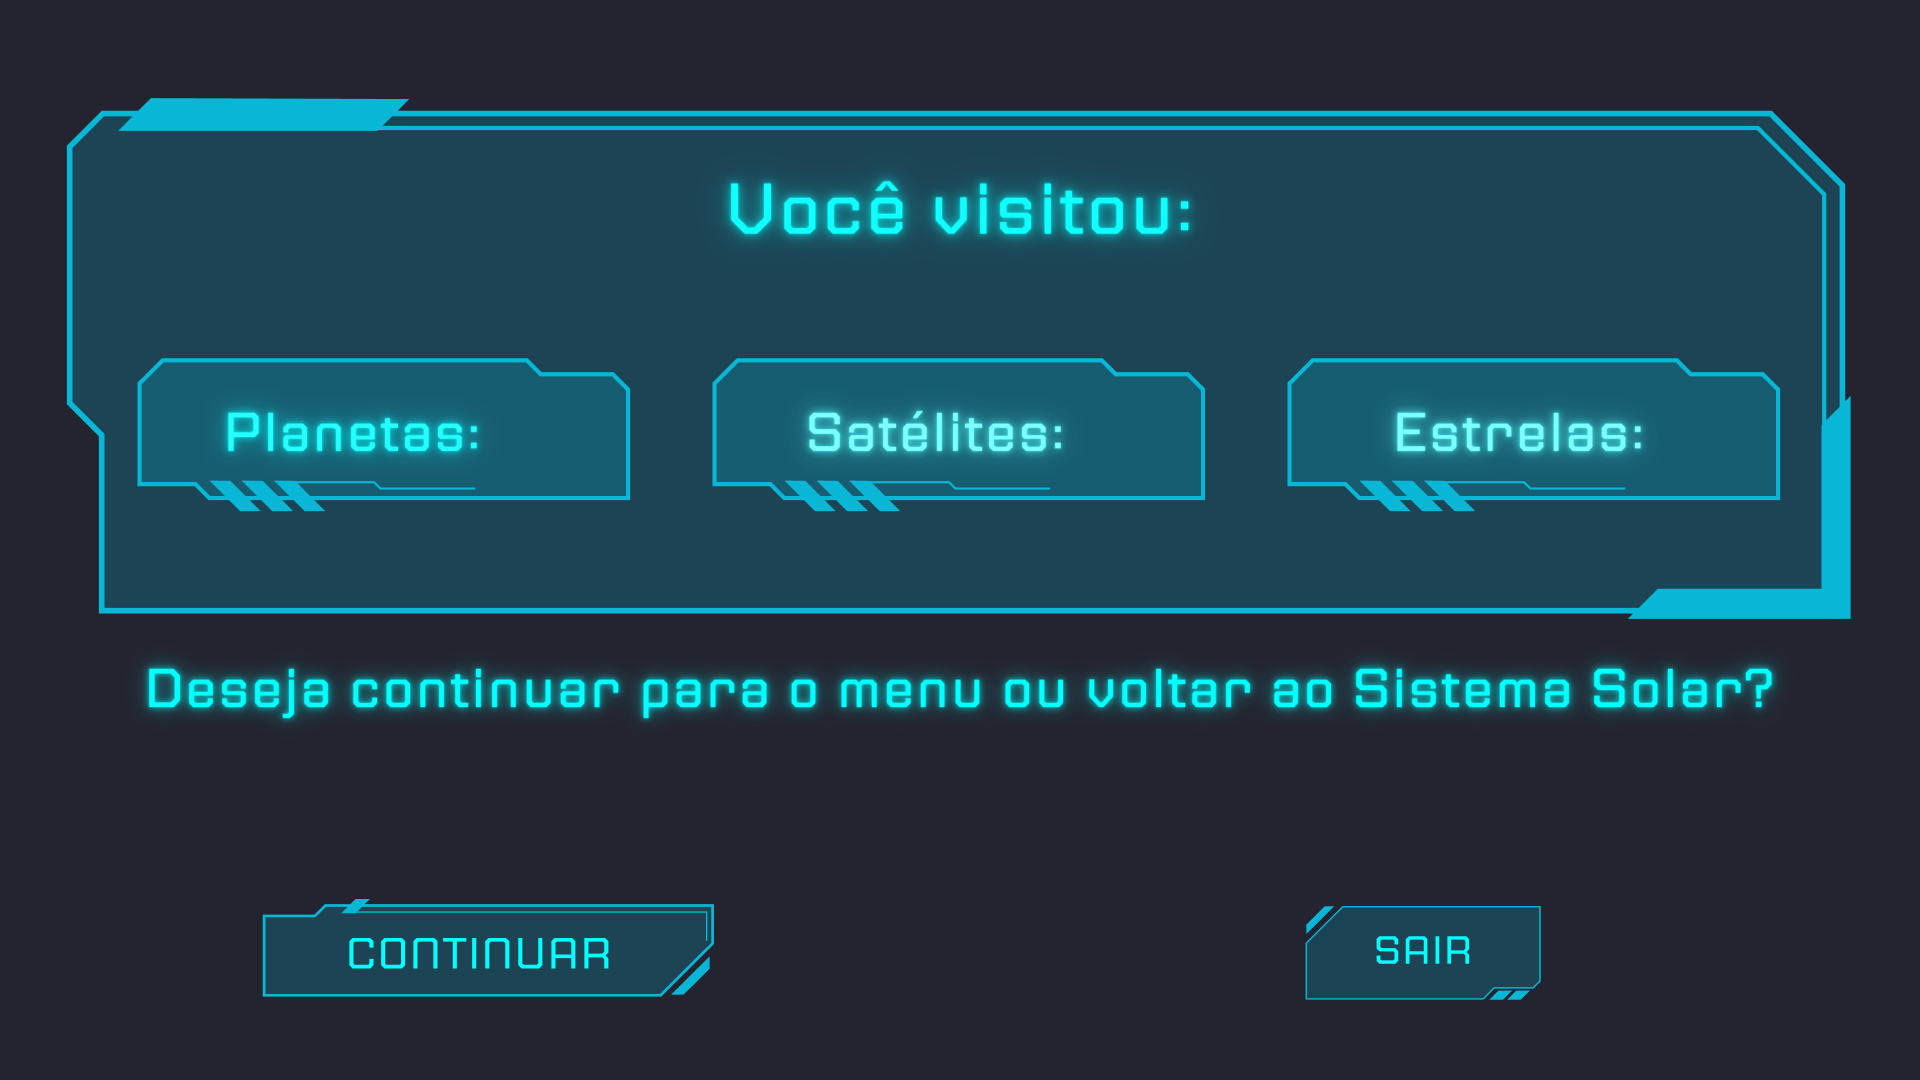 Você visitou:
Planetas:
Satélites:
Estrelas:
Deseja continuar para o menu ou voltar ao Sistema Solar?
CONTINUAR
SAIR